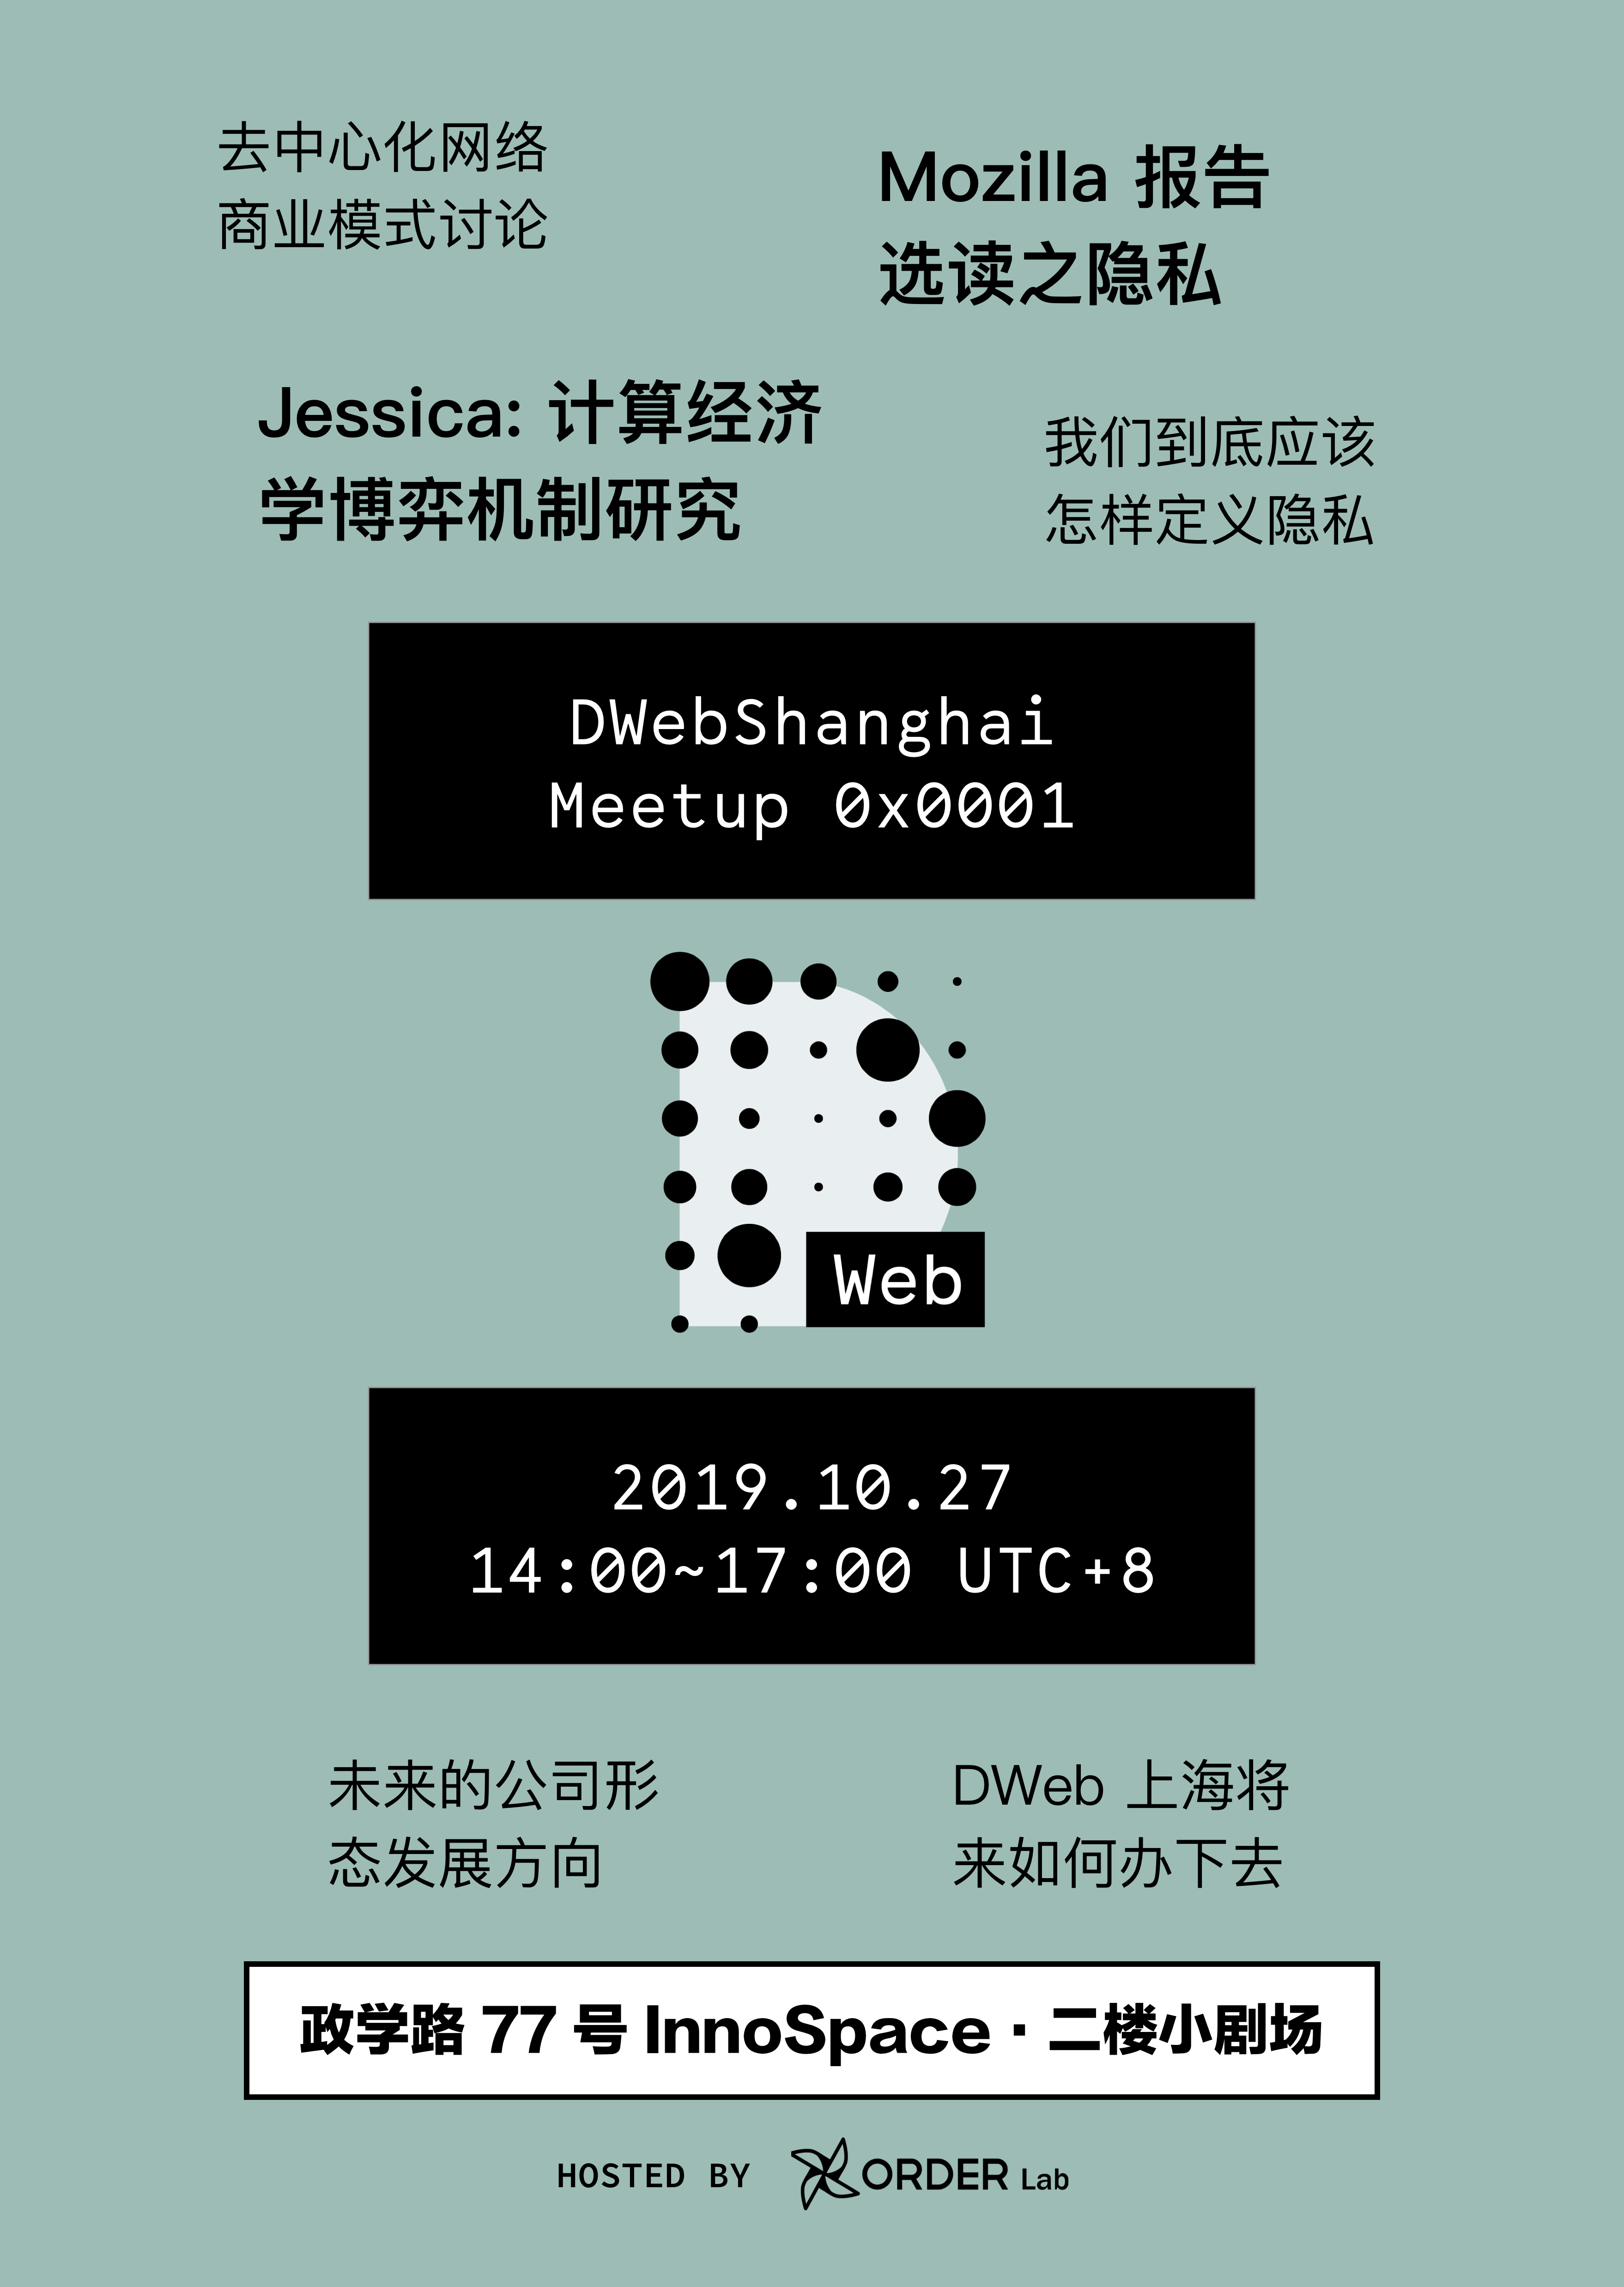 去中心化网络
商业模式讨论
Mozilla 报告
选读之隐私
Jessica: 计算经济
学博弈机制研究
我们到底应该
怎样定义隐私
DWebShanghai
Meetup 0x0001
Web
2019.10.27
14:00~17:00 UTC+8
未来的公司形
态发展方向
DWeb 上海将
来如何办下去
政学路 77 号 InnoSpace · 二楼小剧场
HOSTED BY ORDER Lab